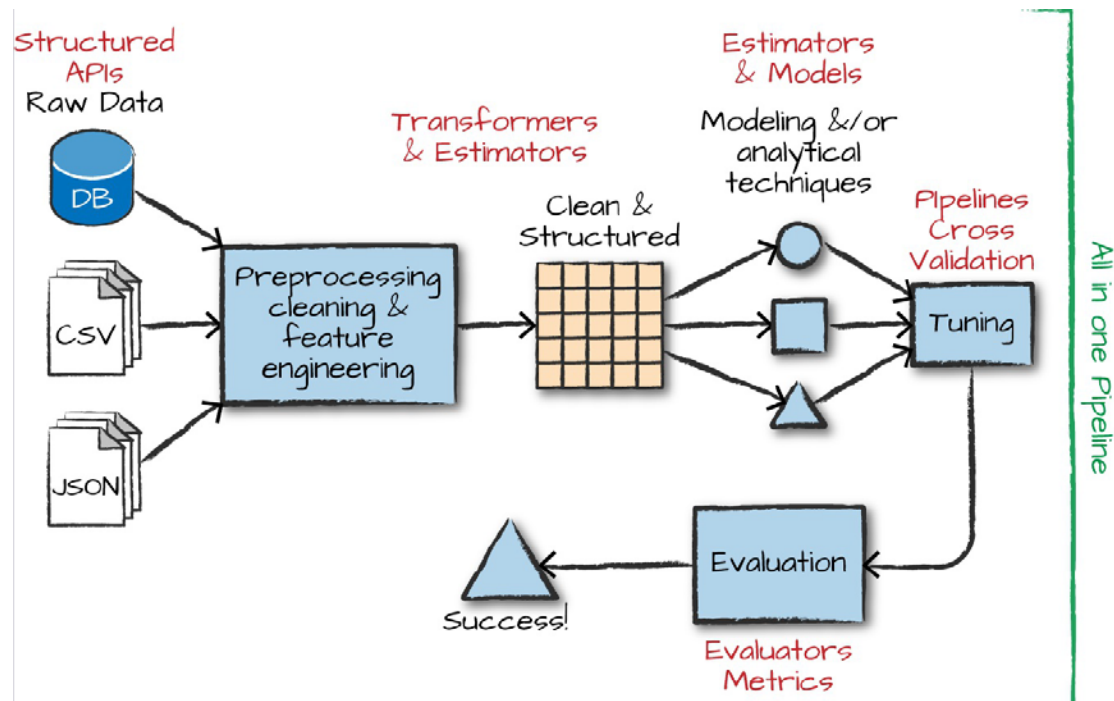 Structured
APIs
Raw Data
DB
CSV
JSON
Preprocessing
cleaning &
feature
engineering
Transformers
& Estimators
Clean &
Structured
Estimators
& Models
Modeling &/or
analytical
techniques
PIpelines
Cross
Validation
Tuning
Evaluation
Evaluators
Metrics
Success!
All in one Pipeline